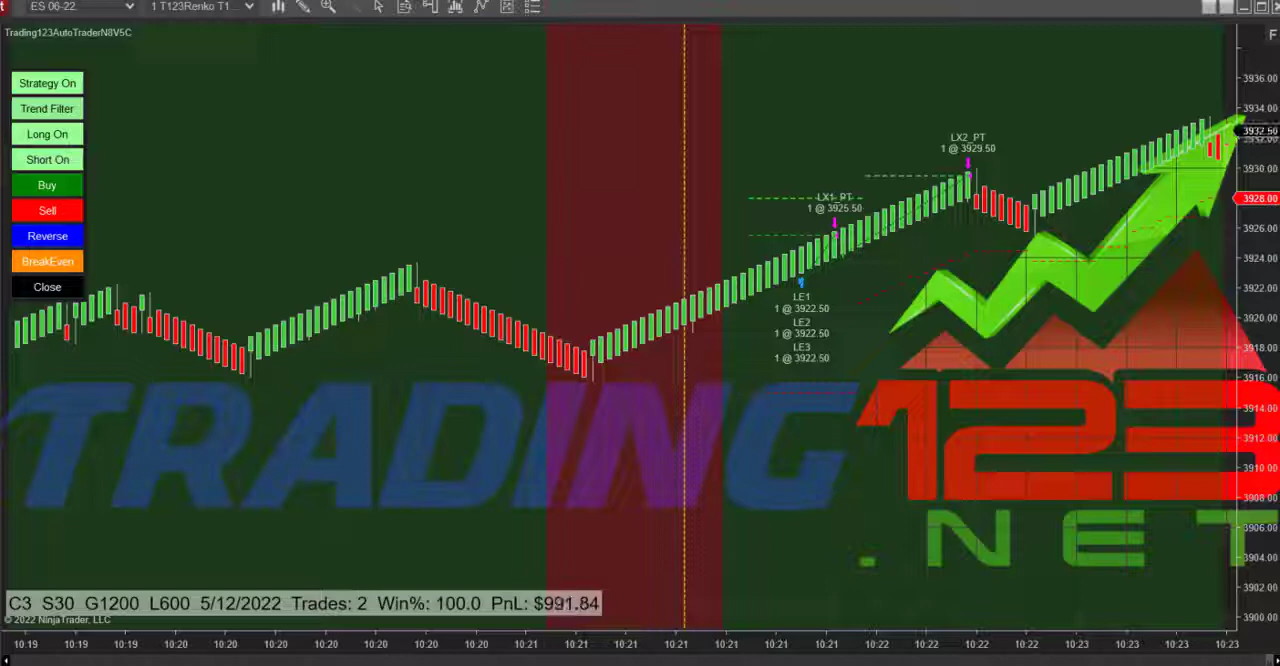 ES 06-22
1 T123Renko T1
Trading123AutoTraderN8V5C
F
Strategy On
Trend Filter
Long On
Short On
Buy
Sell
Reverse
BreakEven
Close
LX2_PT
1 @ 3929.50
LX1_PT
1 @ 3925.50
LE1
1 @ 3922.50
LE2
1 @ 3922.50
LE3
1 @ 3922.50
3936.00
3934.00
3932.50
3932.00
3930.00
3928.00
3926.00
3924.00
3922.00
3920.00
3918.00
3916.00
3914.00
3912.00
3910.00
3908.00
3906.00
3904.00
3902.00
3900.00
TRADING123
.NET
C3 S30 G1200 L600 5/12/2022 Trades: 2 Win%: 100.0 PnL: $991.84
© 2022 NinjaTrader, LLC
10:19 10:19 10:19 10:20 10:20 10:20 10:20 10:20 10:21 10:21 10:21 10:21 10:21 10:21 10:21 10:21 10:21 10:22 10:22 10:22 10:22 10:22 10:23 10:23 10:23